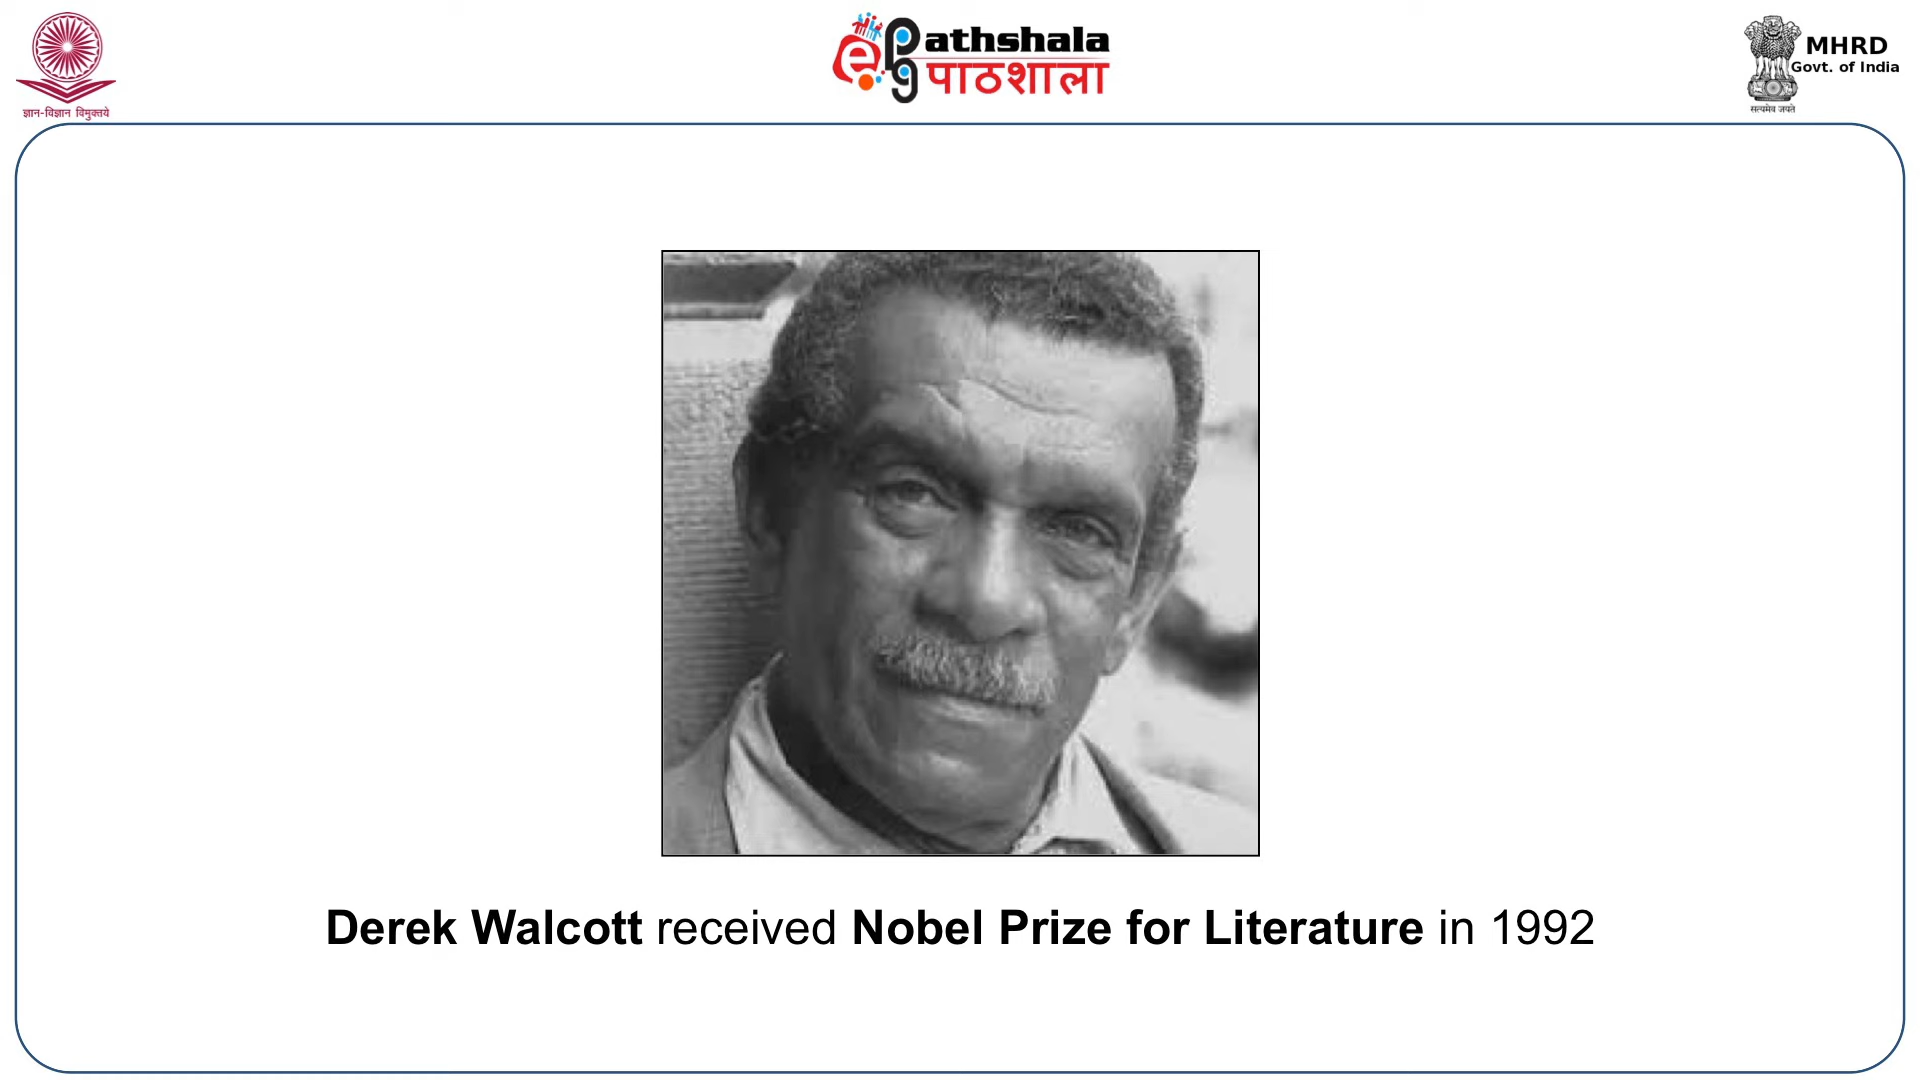 ज्ञान-विज्ञान विमुक्तये
e
Pg
athshala
पाठशाला
MHRD
Govt. of India
सत्यमेव जयते
Derek Walcott received Nobel Prize for Literature in 1992